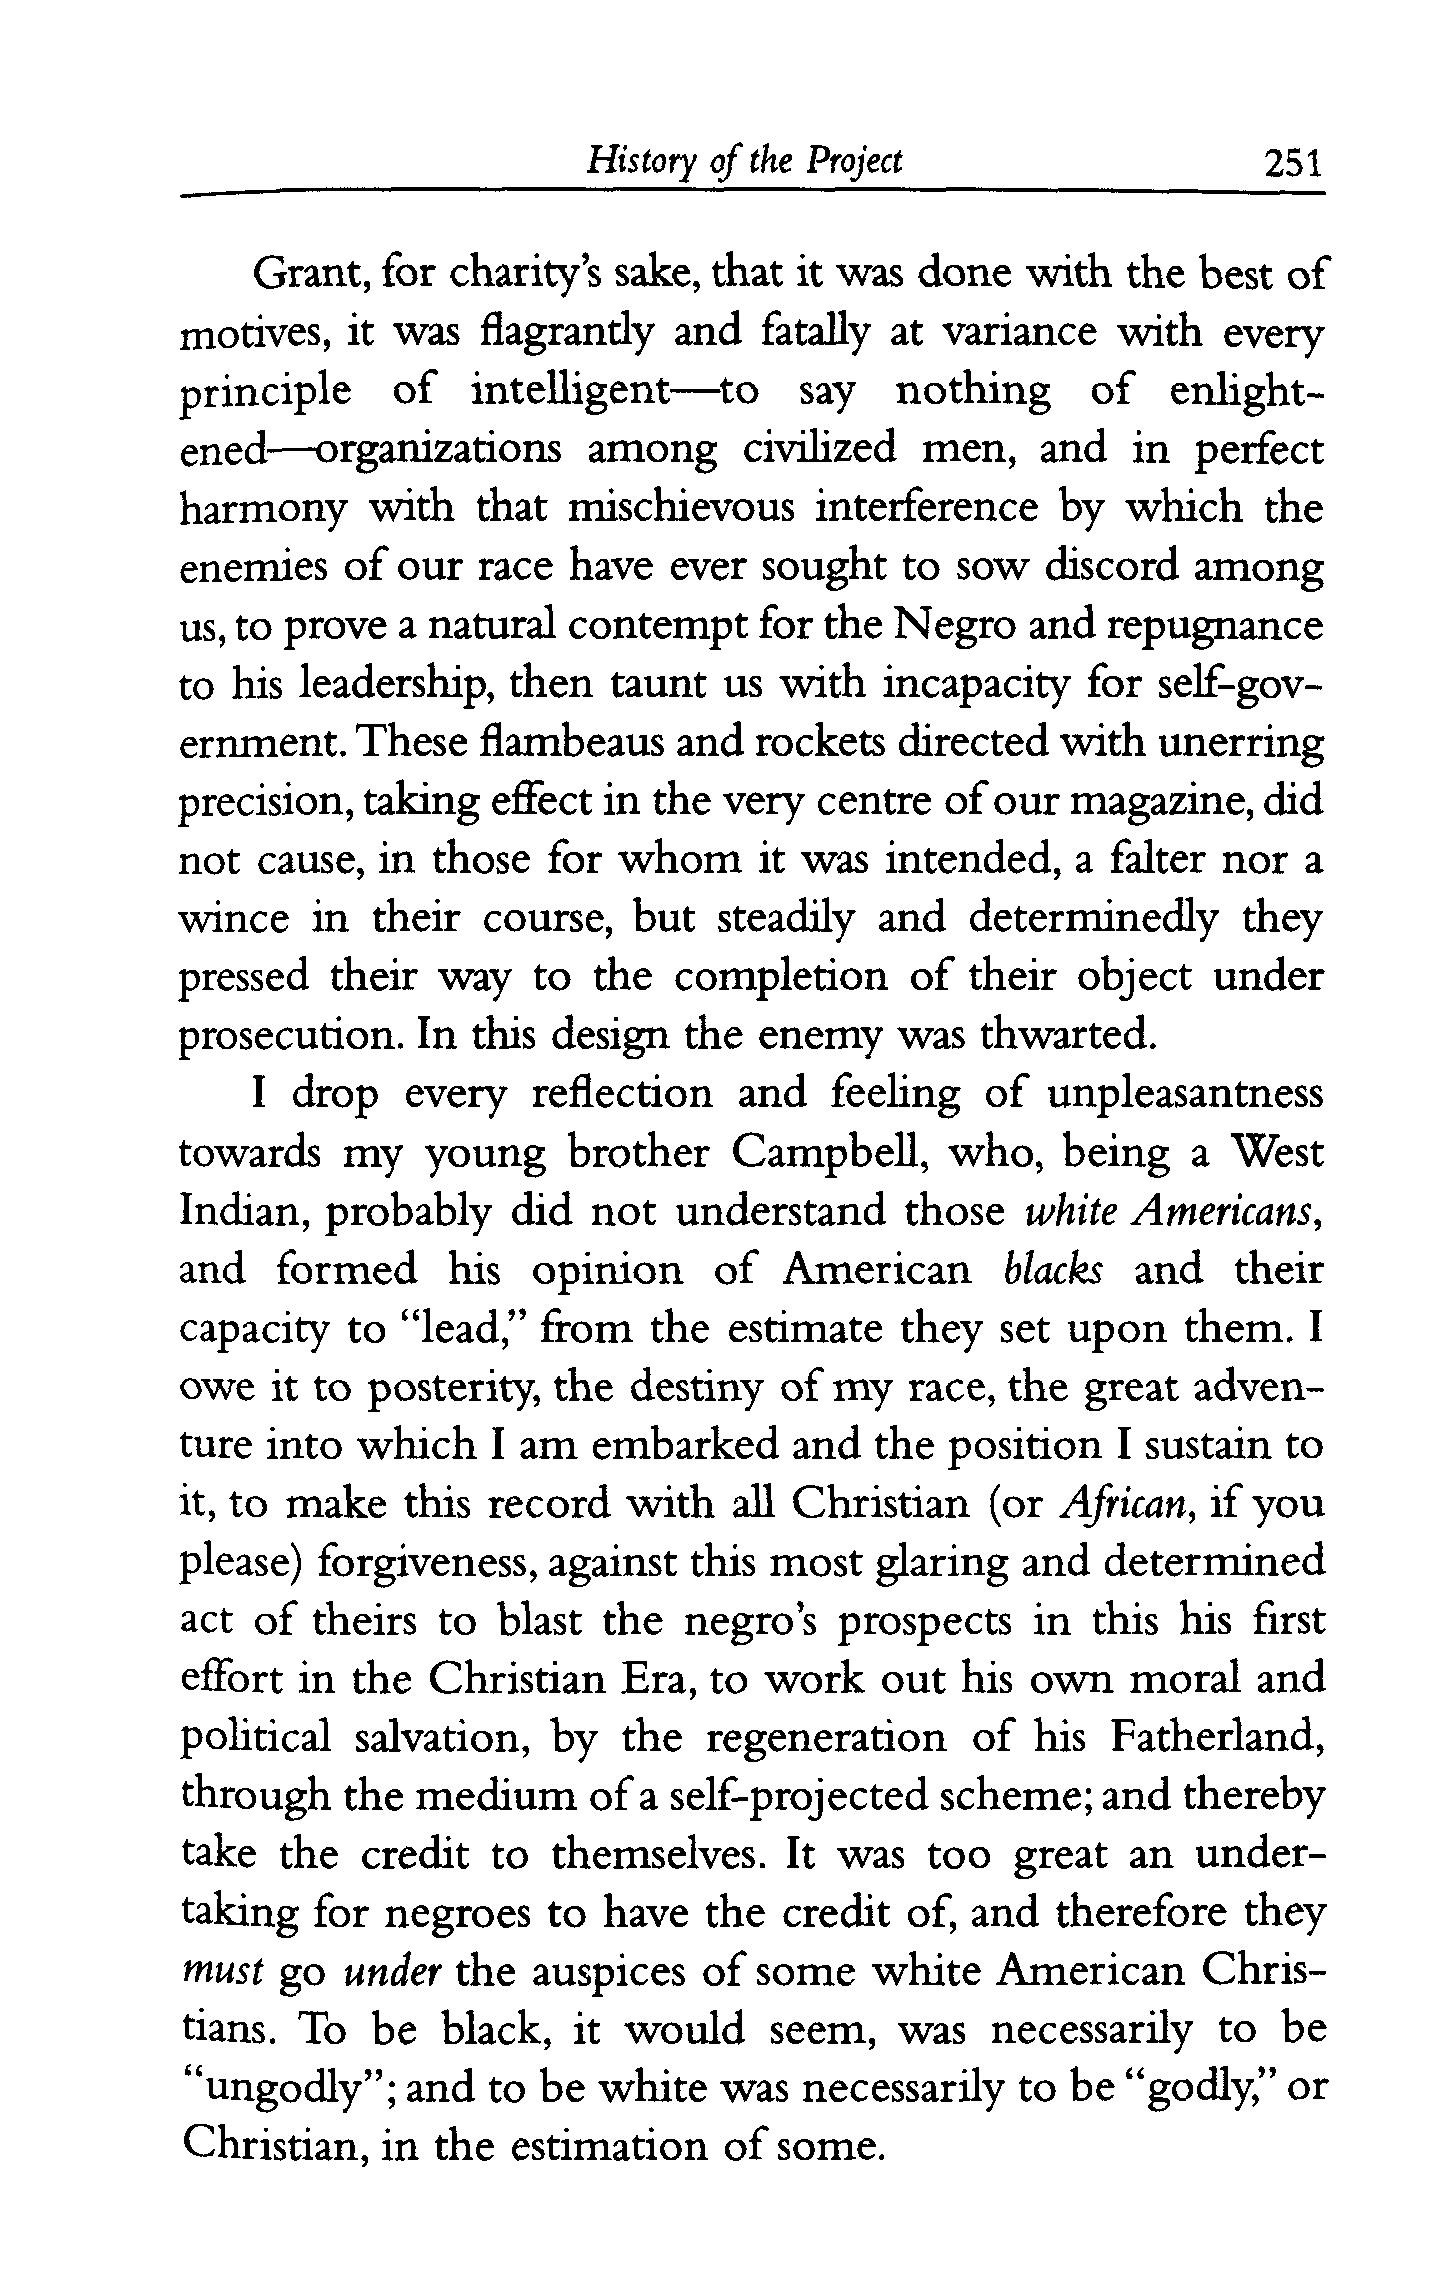 History of the Project 251
Grant, for charity's sake, that it was done with the best of
motives, it was flagrantly and fatally at variance with every
principle of intelligent—to say nothing of enlight-
ened—organizations among civilized men, and in perfect
harmony with that mischievous interference by which the
enemies of our race have ever sought to sow discord among
us, to prove a natural contempt for the Negro and repugnance
to his leadership, then taunt us with incapacity for self-gov-
ernment. These flambeaus and rockets directed with unerring
precision, taking effect in the very centre of our magazine, did
not cause, in those for whom it was intended, a falter nor a
wince in their course, but steadily and determinedly they
pressed their way to the completion of their object under
prosecution. In this design the enemy was thwarted.
I drop every reflection and feeling of unpleasantness
towards my young brother Campbell, who, being a West
Indian, probably did not understand those white Americans,
and formed his opinion of American blacks and their
capacity to “lead,” from the estimate they set upon them. I
owe it to posterity, the destiny of my race, the great adven-
ture into which I am embarked and the position I sustain to
it, to make this record with all Christian (or African, if you
please) forgiveness, against this most glaring and determined
act of theirs to blast the negro's prospects in this his first
effort in the Christian Era, to work out his own moral and
political salvation, by the regeneration of his Fatherland,
through the medium of a self-projected scheme; and thereby
take the credit to themselves. It was too great an under-
taking for negroes to have the credit of, and therefore they
must go under the auspices of some white American Chris-
tians. To be black, it would seem, was necessarily to be
“ungodly”; and to be white was necessarily to be “godly,” or
Christian, in the estimation of some.